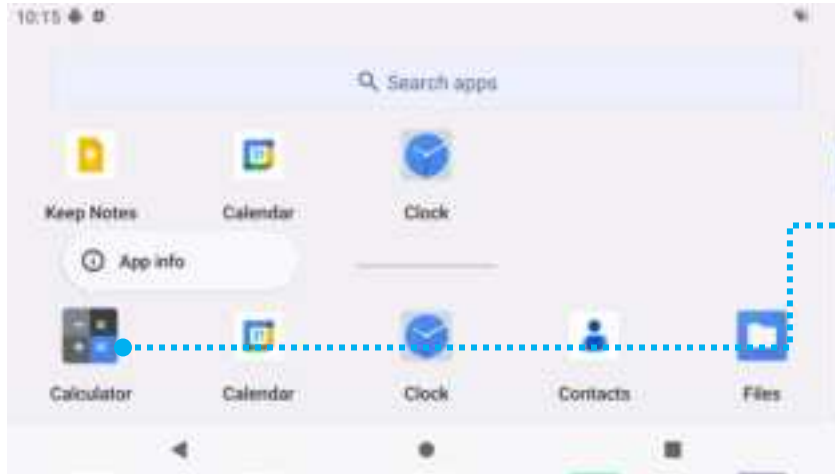 10:15
Search apps
Keep Notes Calendar Clock
App info
Calculator Calendar Clock Contacts Files